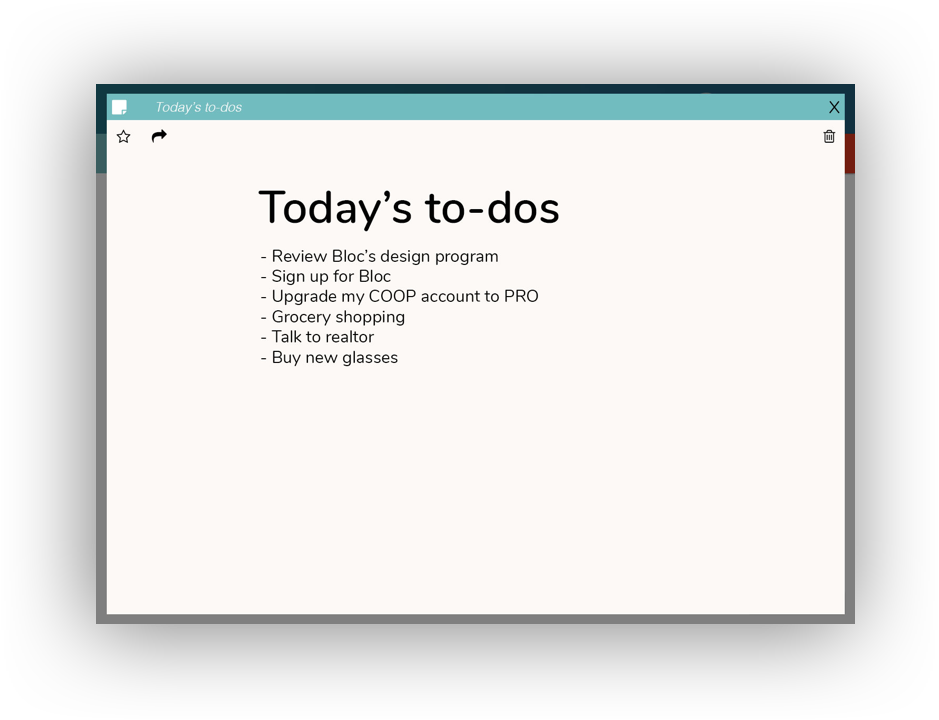 Today's to-dos
X
Today’s to-dos
- Review Bloc’s design program
- Sign up for Bloc
- Upgrade my COOP account to PRO
- Grocery shopping
- Talk to realtor
- Buy new glasses